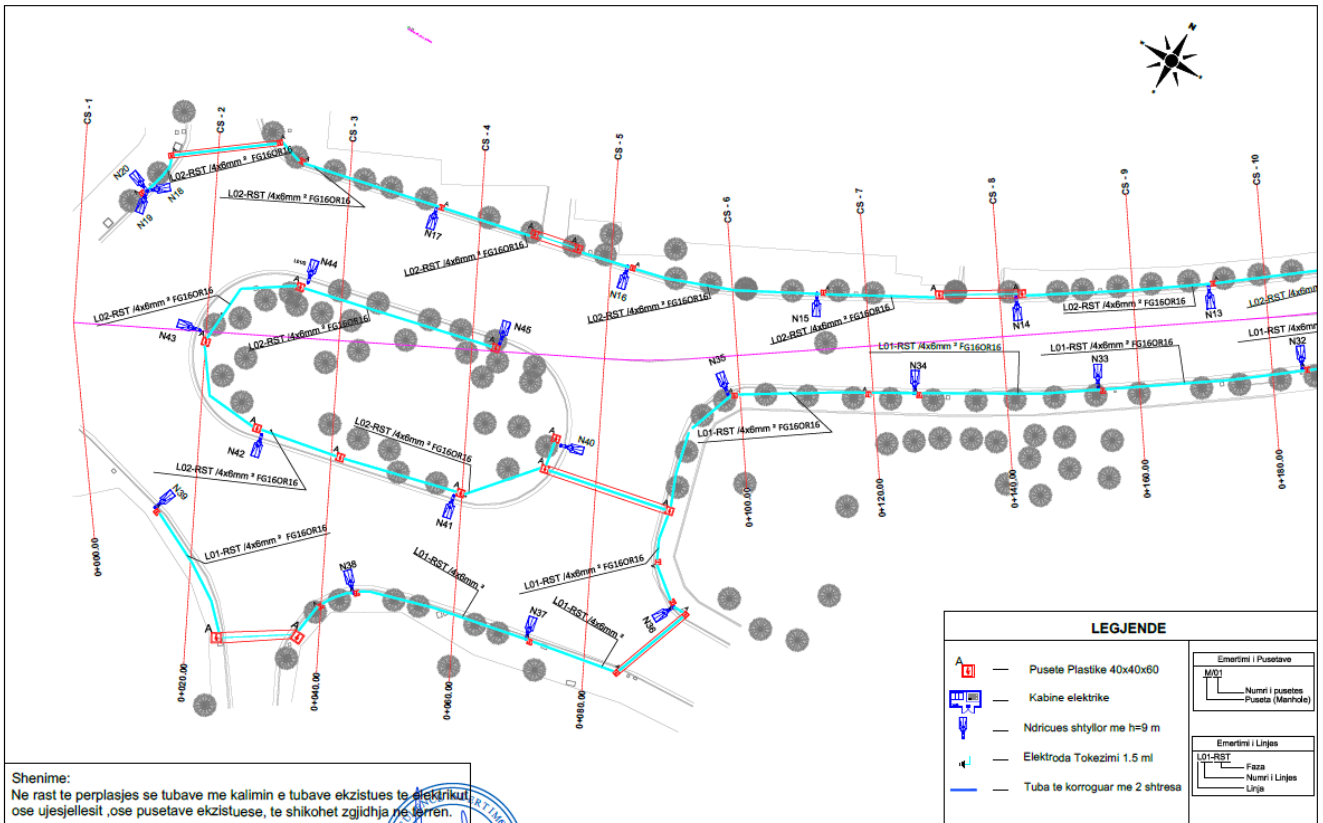 N
CS - 1
CS - 2
CS - 3
CS - 4
CS - 5
CS - 6
CS - 7
CS - 8
CS - 9
CS - 10
N20
N18
N19
L02-RST /4x6mm ² FG16OR16
L02-RST /4x6mm ² FG16OR16
N17
L02-RST /4x6mm ² FG16OR16
N16
L02-RST /4x6mm ² FG16OR16
N15
L02-RST /4x6mm ² FG16OR16
N14
L02-RST /4x6mm ² FG16OR16
N13
L02-RST /4x6mm
N44
L02-RST /4x6mm ² FG16OR16
N43
L02-RST /4x6mm ² FG16OR16
N45
N35
L01-RST /4x6mm ² FG16OR16
N34
L01-RST /4x6mm ² FG16OR16
N33
L01-RST /4x6mm
N32
L01-RST /4x6mm ² FG16OR16
N42
L02-RST /4x6mm ² FG16OR16
L02-RST /4x6mm ² FG16OR16
N40
N41
N39
L01-RST /4x6mm ² FG16OR16
N38
L01-RST /4x6mm ²
N37
L01-RST /4x6mm ²
L01-RST /4x6mm ² FG16OR16
N36
0+000.00
0+020.00
0+040.00
0+060.00
0+080.00
0+100.00
0+120.00
0+140.00
0+160.00
0+180.00
LEGJENDE
A
Pusete Plastike 40x40x60
Kabine elektrike
Ndricues shtyllor me h=9 m
Elektroda Tokezimi 1.5 ml
Tuba te korroguar me 2 shtresa
Emertimi i Pusetave
M/01
Numri i pusetes
Puseta (Manhole)
Emertimi i Linjes
L01-RST
Faza
Numri i Linjes
Linja
Shenime:
Ne rast te perplasjes se tubave me kalimin e tubave ekzistues te elektrikut
ose ujesjellesit ,ose pusetave ekzistuese, te shikohet zgjidhja ne terren.